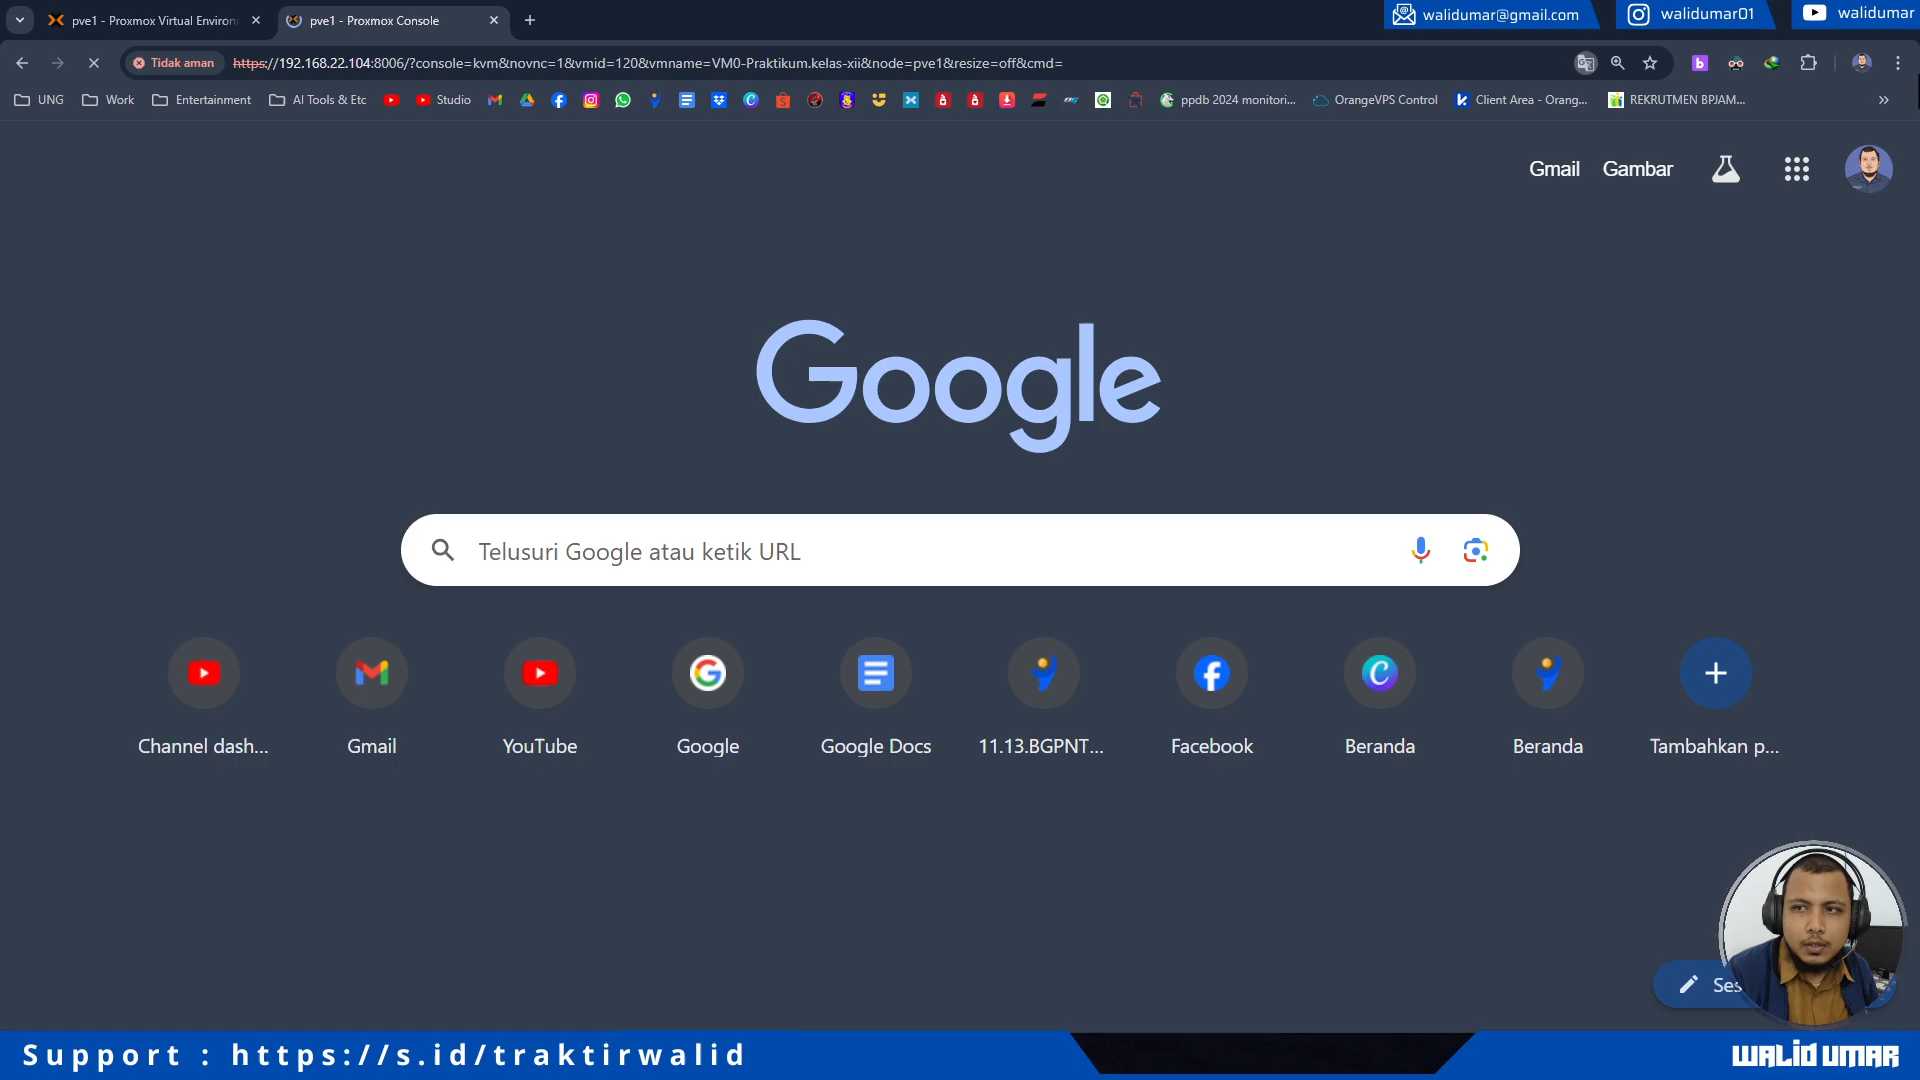 pve1 - Proxmox Virtual Environ
pve1 - Proxmox Console
walidumar@gmail.com
walidumar01
walidumar
Tidak aman
https://192.168.22.104:8006/?console=kvm&novnc=1&vmid=120&vmname=VM0-Praktikum.kelas-xii&node=pve1&resize=off&cmd=
UNG
Work
Entertainment
AI Tools & Etc
Studio
ppdb 2024 monitori...
OrangeVPS Control
Client Area - Orang...
REKRUTMEN BPJAM...
Gmail
Gambar
Google
Telusuri Google atau ketik URL
Channel dash...
Gmail
YouTube
Google
Google Docs
11.13.BGPNT...
Facebook
Beranda
Beranda
Tambahkan p...
Ses
Support : https://s.id/traktirwalid
WALID UMAR